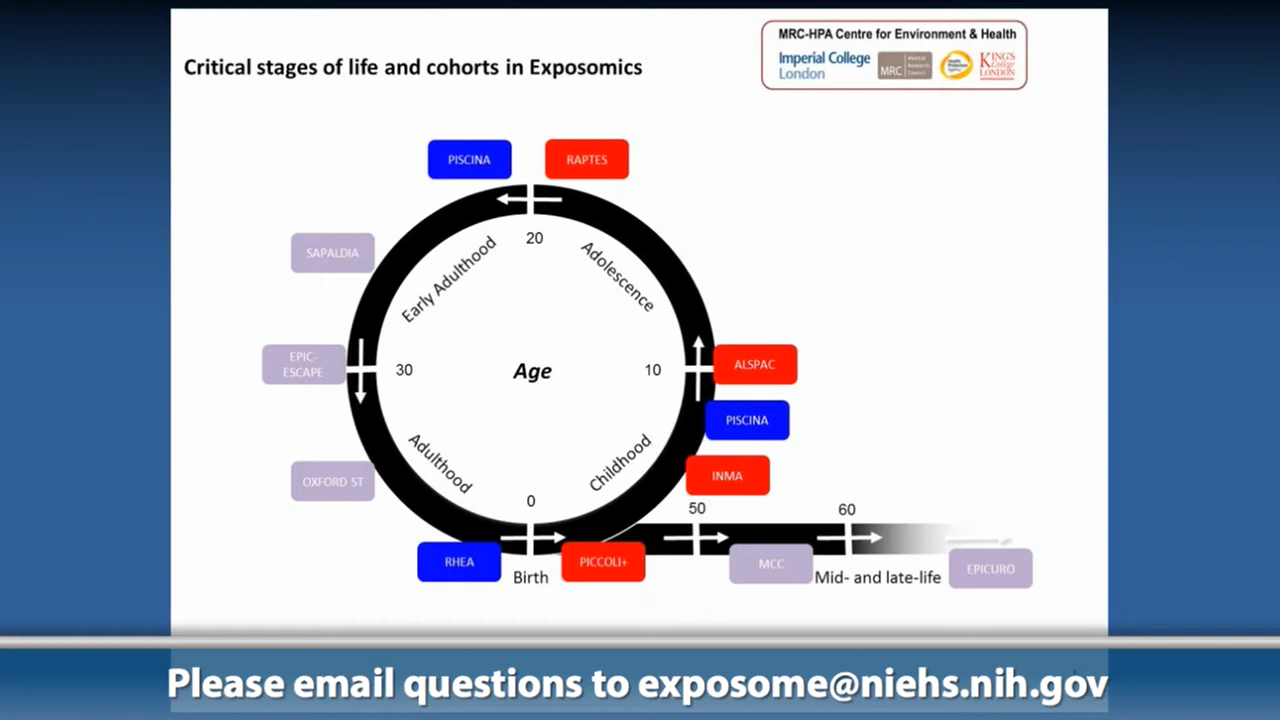 MRC-HPA Centre for Environment & Health
Critical stages of life and cohorts in Exposomics
Imperial College
London
MRC
Medical
Research
Council
KING'S
College
LONDON
PISCINA
RAPTES
20
SAPALDIA
Early Adulthood
Adolescence
EPIC-
ESCAPE
30
Age
10
ALSPAC
PISCINA
Adulthood
Childhood
INMA
OXFORD ST
0
50
60
RHEA
Birth
PICCOLI+
MCC
Mid- and late-life
EPICURO
Please email questions to exposome@niehs.nih.gov